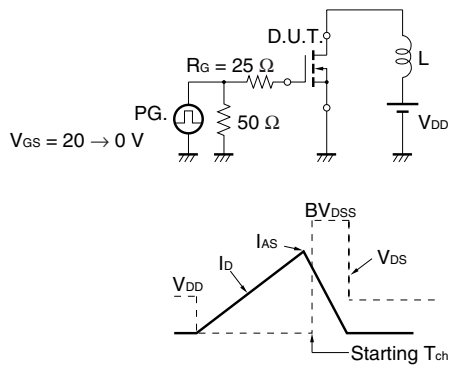 D.U.T.
RG = 25 Ω
L
PG.
50 Ω
VDD
VGS = 20 → 0 V
BVDSS
IAS
VDS
ID
VDD
Starting Tch